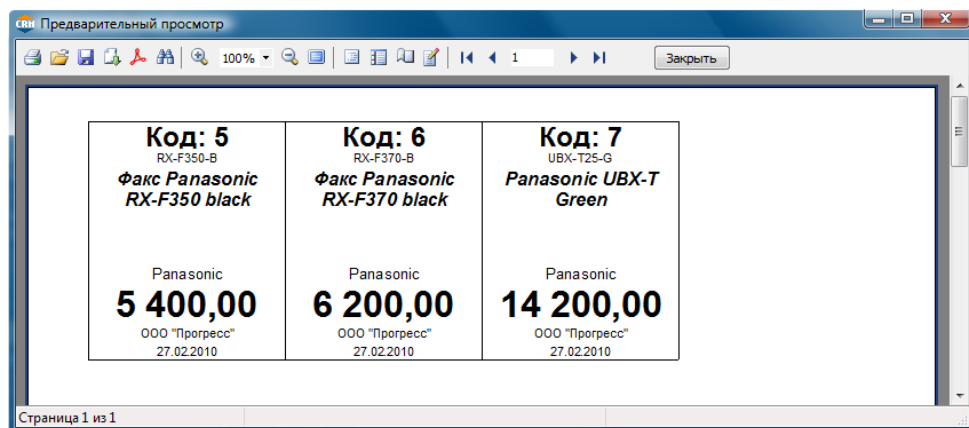 CRM Предварительный просмотр
100% 1 Закрыть
Код: 5
RX-F350-B
Факс Panasonic
RX-F350 black
Panasonic
5 400,00
ООО "Прогресс"
27.02.2010
Код: 6
RX-F370-B
Факс Panasonic
RX-F370 black
Panasonic
6 200,00
ООО "Прогресс"
27.02.2010
Код: 7
UBX-T25-G
Panasonic UBX-T
Green
Panasonic
14 200,00
ООО "Прогресс"
27.02.2010
Страница 1 из 1